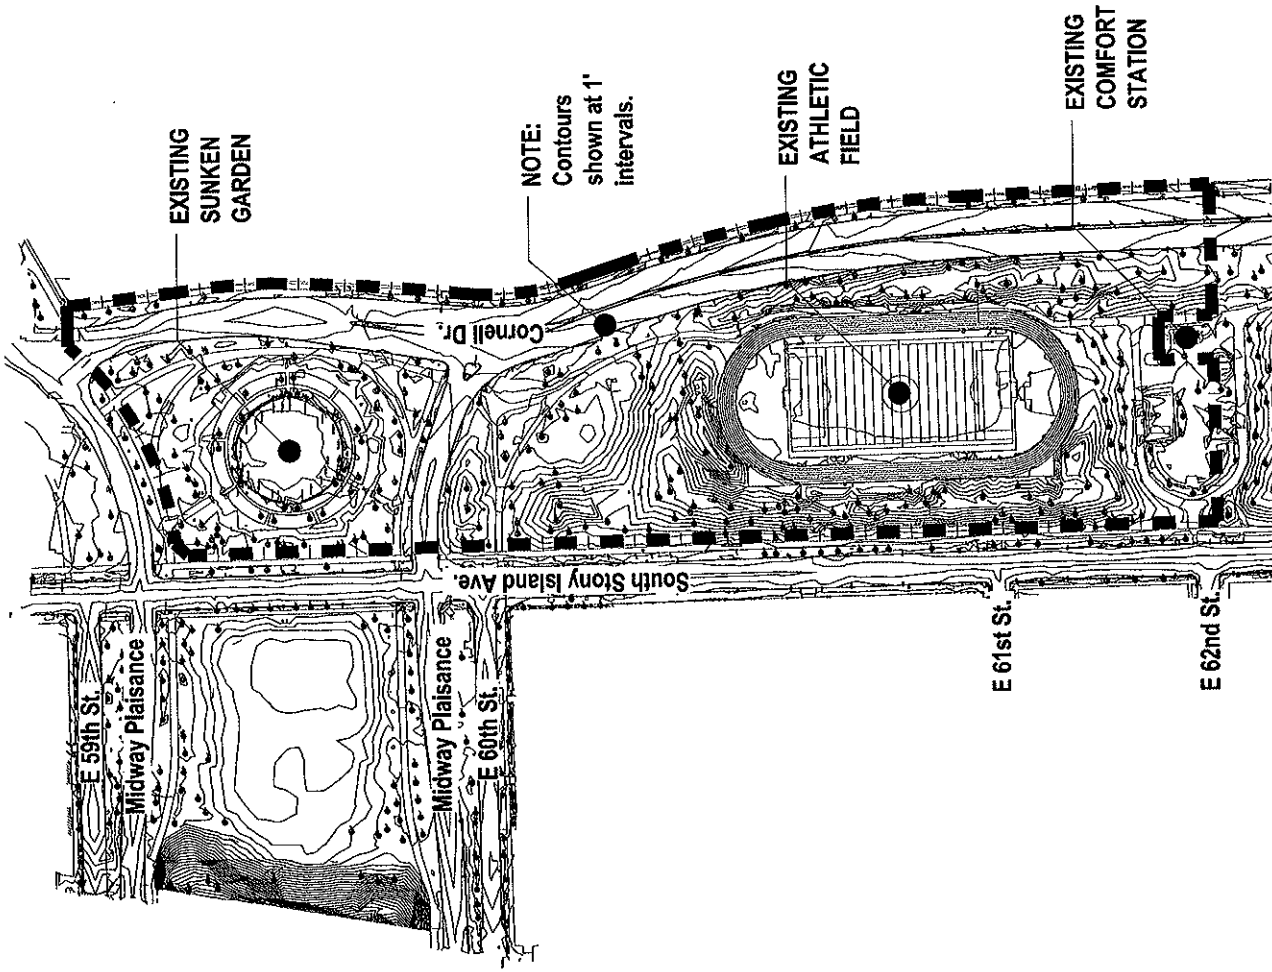 EXISTING
SUNKEN
GARDEN
NOTE:
Contours
shown at 1'
intervals.
EXISTING
ATHLETIC
FIELD
EXISTING
COMFORT
STATION
Cornell Dr.
South Stony Island Ave.
E 59th St.
Midway Plaisance
Midway Plaisance
E 60th St.
E 61st St.
E 62nd St.